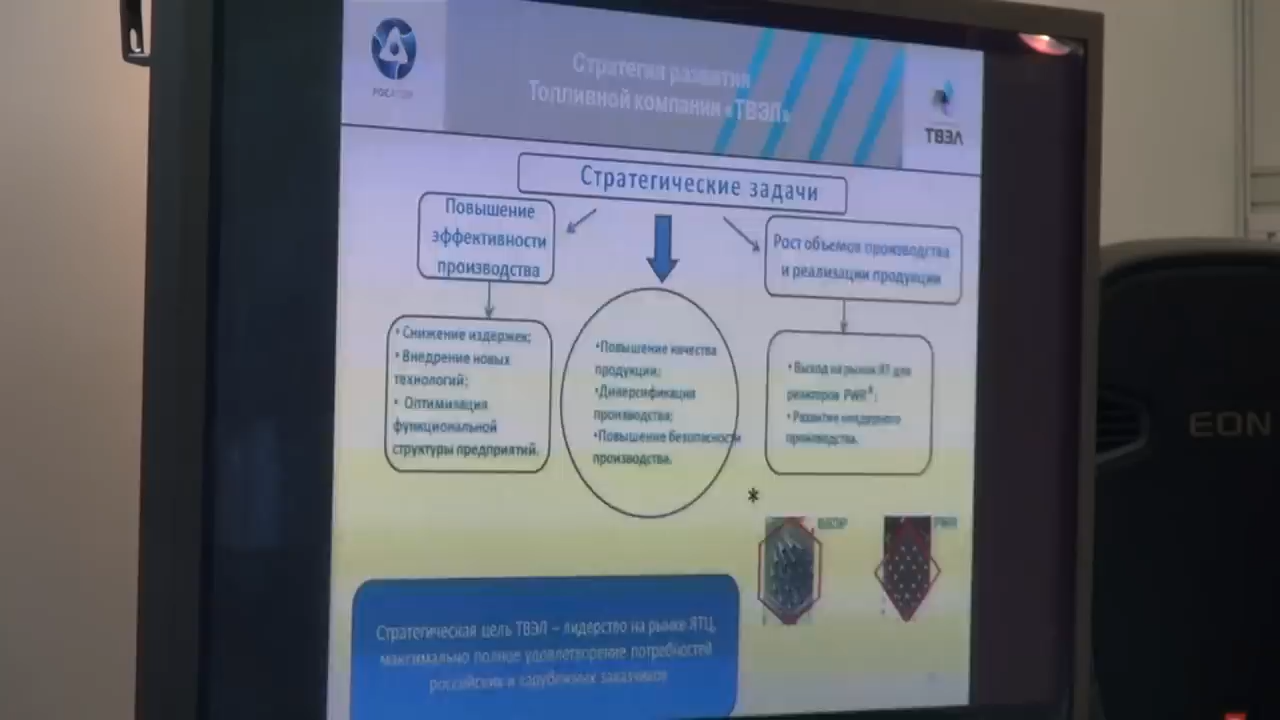 РОСАТОМ
Стратегия развития
Топливной компании «ТВЭЛ»
ТВЭЛ
Стратегические задачи
Повышение
эффективности
производства
Рост объемов производства
и реализации продукции
• Снижение издержек;
• Внедрение новых
технологий;
• Оптимизация
функциональной
структуры предприятий.
•Повышение качества
продукции;
•Диверсификация
производства;
•Повышение безопасности
производства.
• Выход на рынки ЯТ для
реакторов PWR*;
• Развитие неядерного
производства.
*
ВВЭР
PWR
Стратегическая цель ТВЭЛ – лидерство на рынке ЯТЦ,
максимально полное удовлетворение потребностей
российских и зарубежных заказчиков
EON